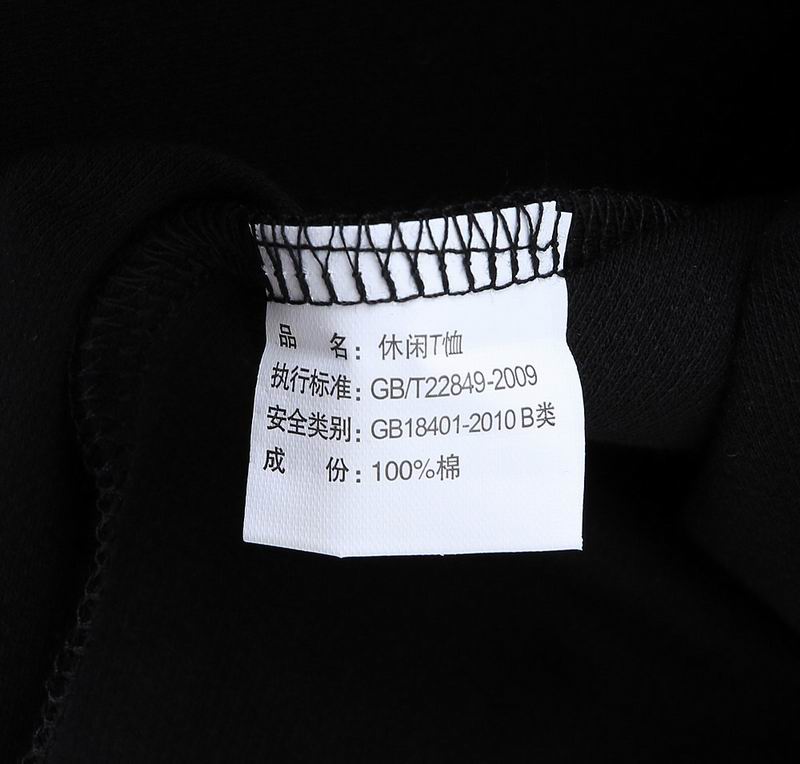 品 名: 休闲T恤
执行标准: GB/T22849-2009
安全类别: GB18401-2010 B类
成 份: 100%棉